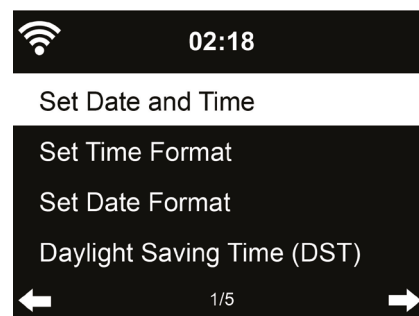 02:18
Set Date and Time
Set Time Format
Set Date Format
Daylight Saving Time (DST)
1/5